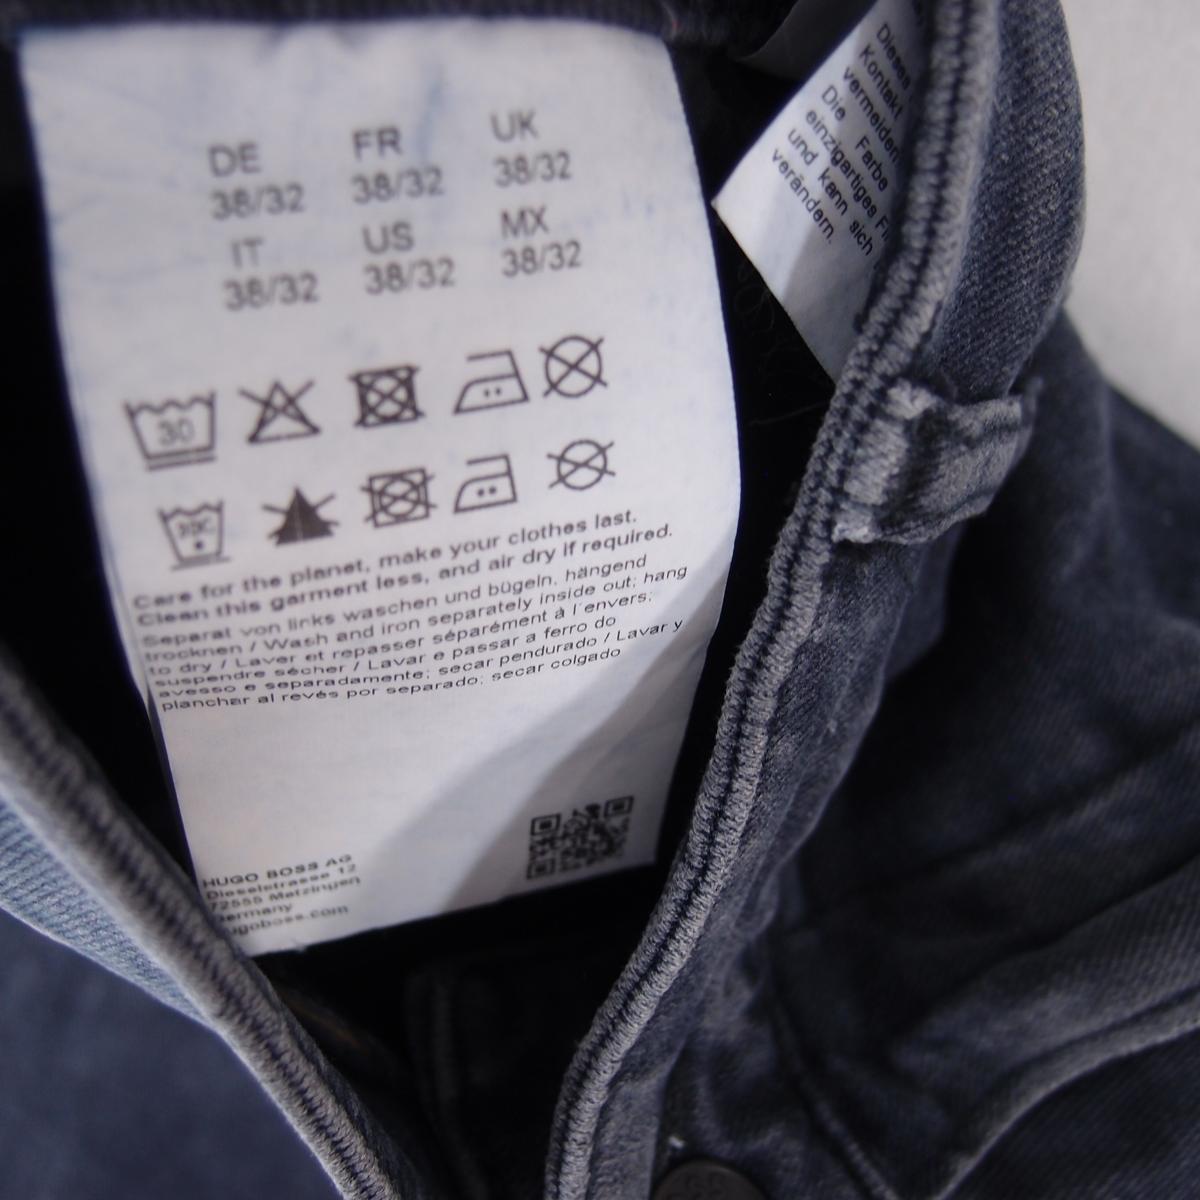 DE FR UK
38/32 38/32 38/32
IT US MX
38/32 38/32 38/32
30
30C
Care for the planet, make your clothes last.
Clean this garment less, and air dry if required.
Separat von links waschen und bügeln, hängend
trocknen / Wash and iron separately inside out; hang
to dry / Laver et repasser séparément à l'envers;
suspendre sécher / Lavar e passar a ferro do
avesso e separadamente; secar pendurado / Lavar y
planchar al revés por separado; secar colgado
HUGO BOSS AG
Dieselstrasse 12
72555 Metzingen
Germany
hugoboss.com
Dieses
Kontakt
vermeiden
Die Farbe
einzigartiges
und kann sich
verändern.